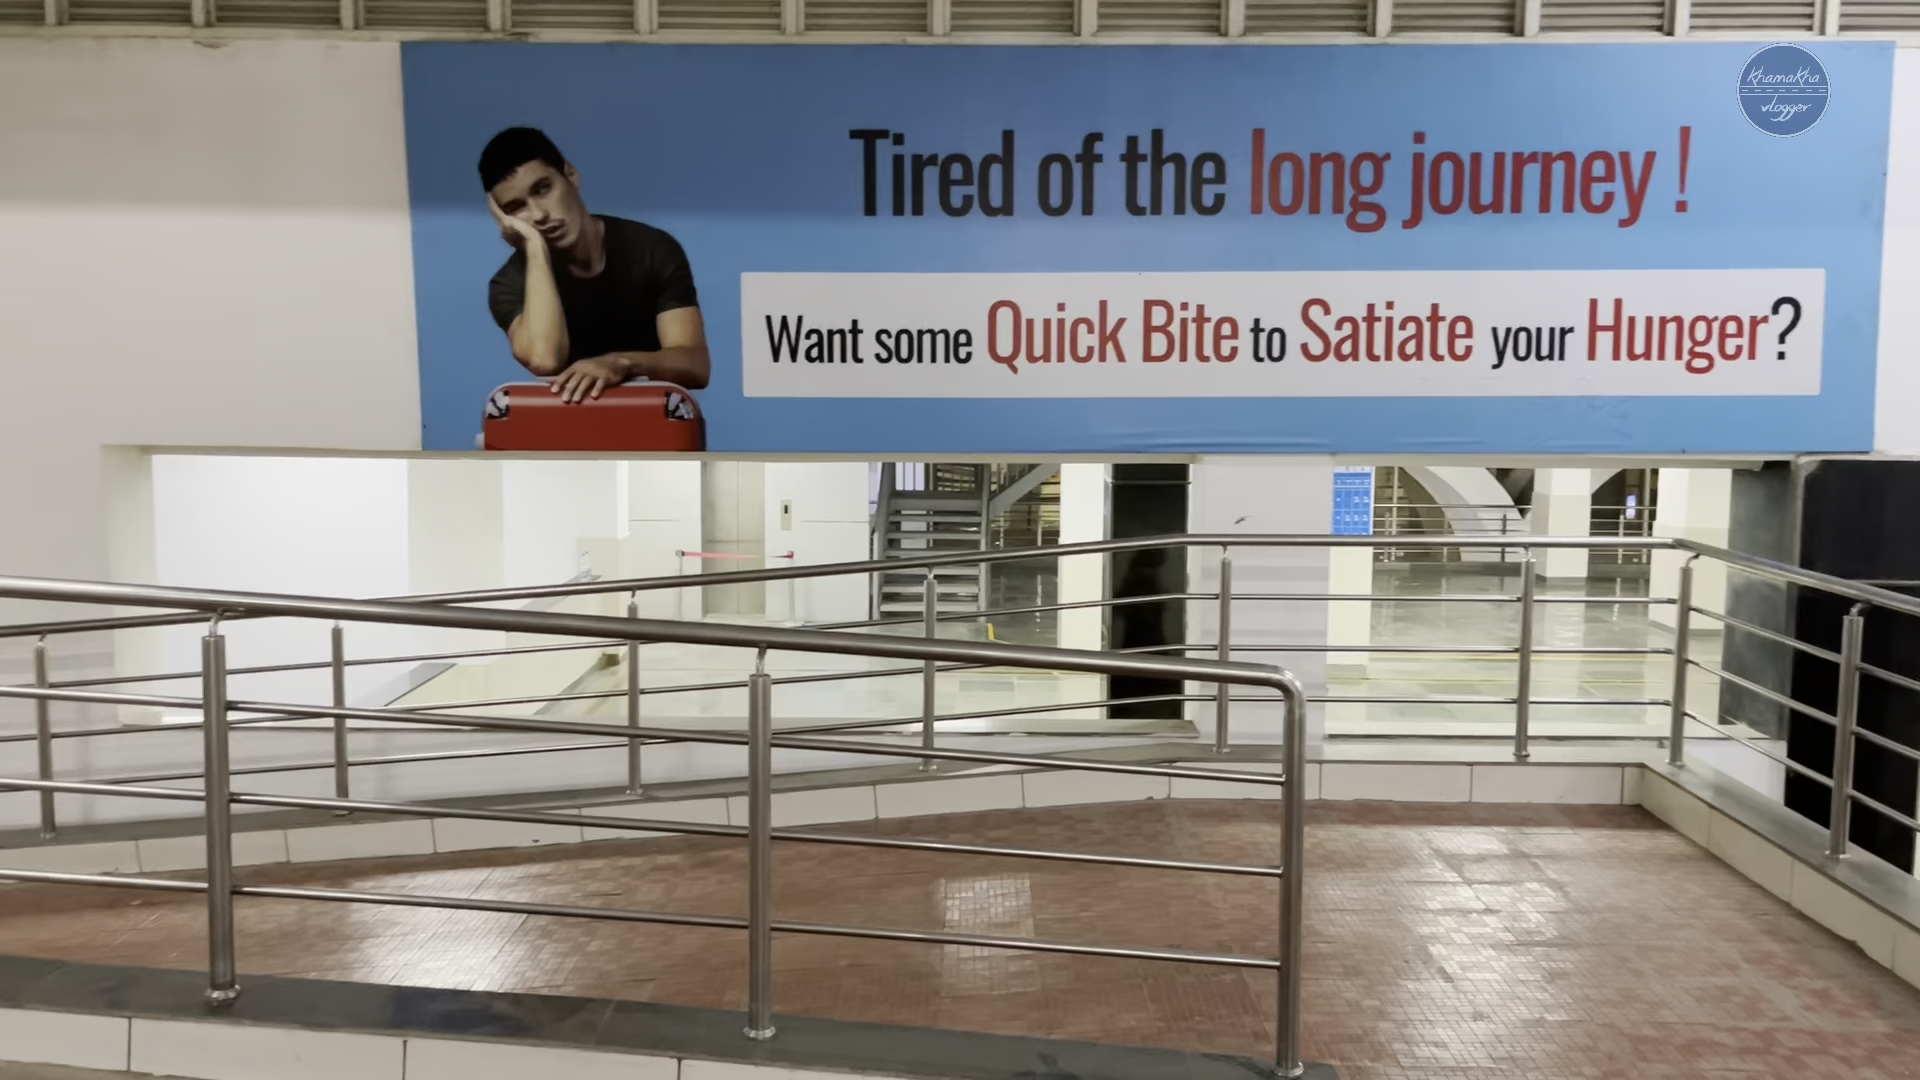 Khamakha
vlogger
Tired of the long journey !
Want some Quick Bite to Satiate your Hunger?